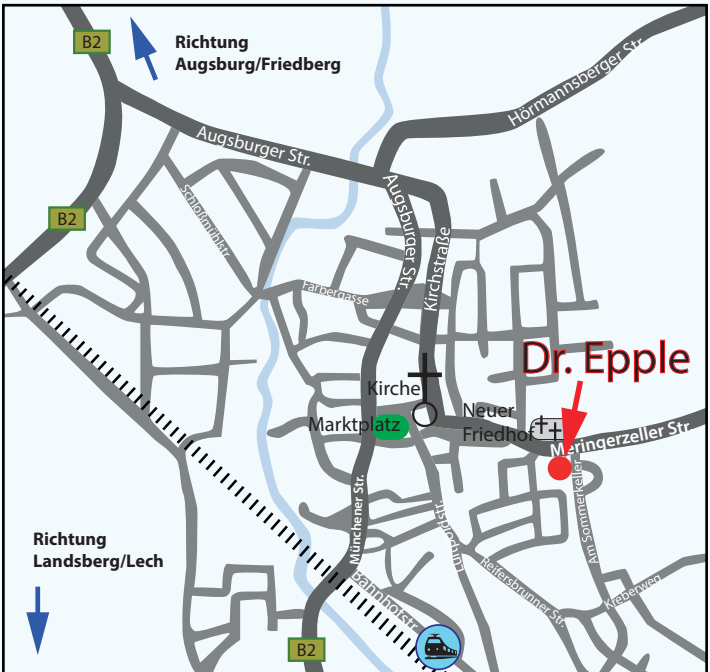 B2
Richtung
Augsburg/Friedberg
Hörmannsberger Str.
Augsburger Str.
B2
Schloßmühlstr.
Augsburger Str.
Kirchstraße
Färbergasse
Dr. Epple
Kirche
Neuer
Friedhof
Marktplatz
Meringerzeller Str.
Münchener Str.
Luitpoldstr.
Am Sommerkeller
Richtung
Landsberg/Lech
Reifersbrunner Str.
Kreberweg
Bahnhofstr.
B2